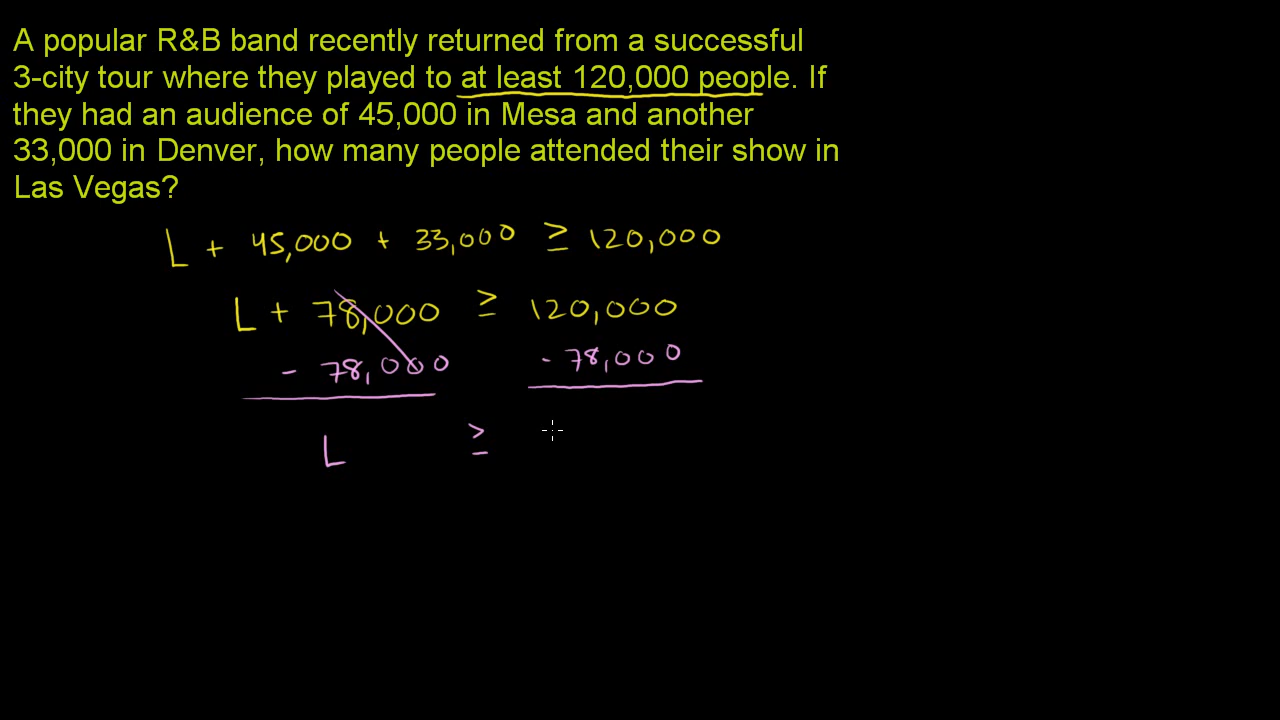 A popular R&B band recently returned from a successful
3-city tour where they played to at least 120,000 people. If
they had an audience of 45,000 in Mesa and another
33,000 in Denver, how many people attended their show in
Las Vegas?
L + 45,000 + 33,000 ≥ 120,000
L + 78,000 ≥ 120,000
- 78,000 - 78,000
L ≥